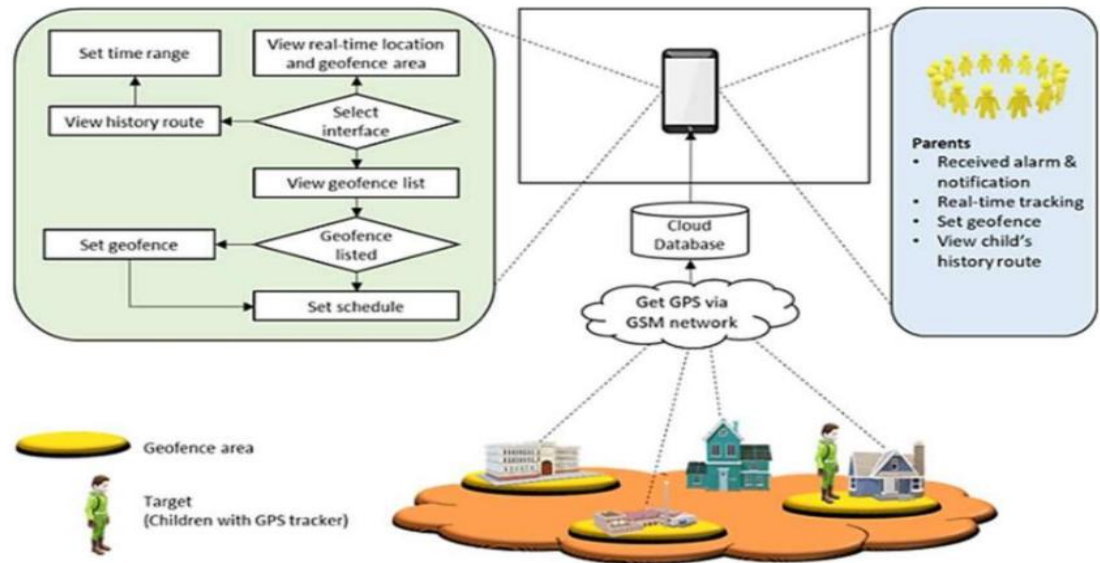 Set time range
View real-time location
and geofence area
View history route
Select
interface
View geofence list
Set geofence
Geofence
listed
Set schedule
Cloud
Database
Get GPS via
GSM network
Parents
• Received alarm &
notification
• Real-time tracking
• Set geofence
• View child's
history route
Geofence area
Target
(Children with GPS tracker)